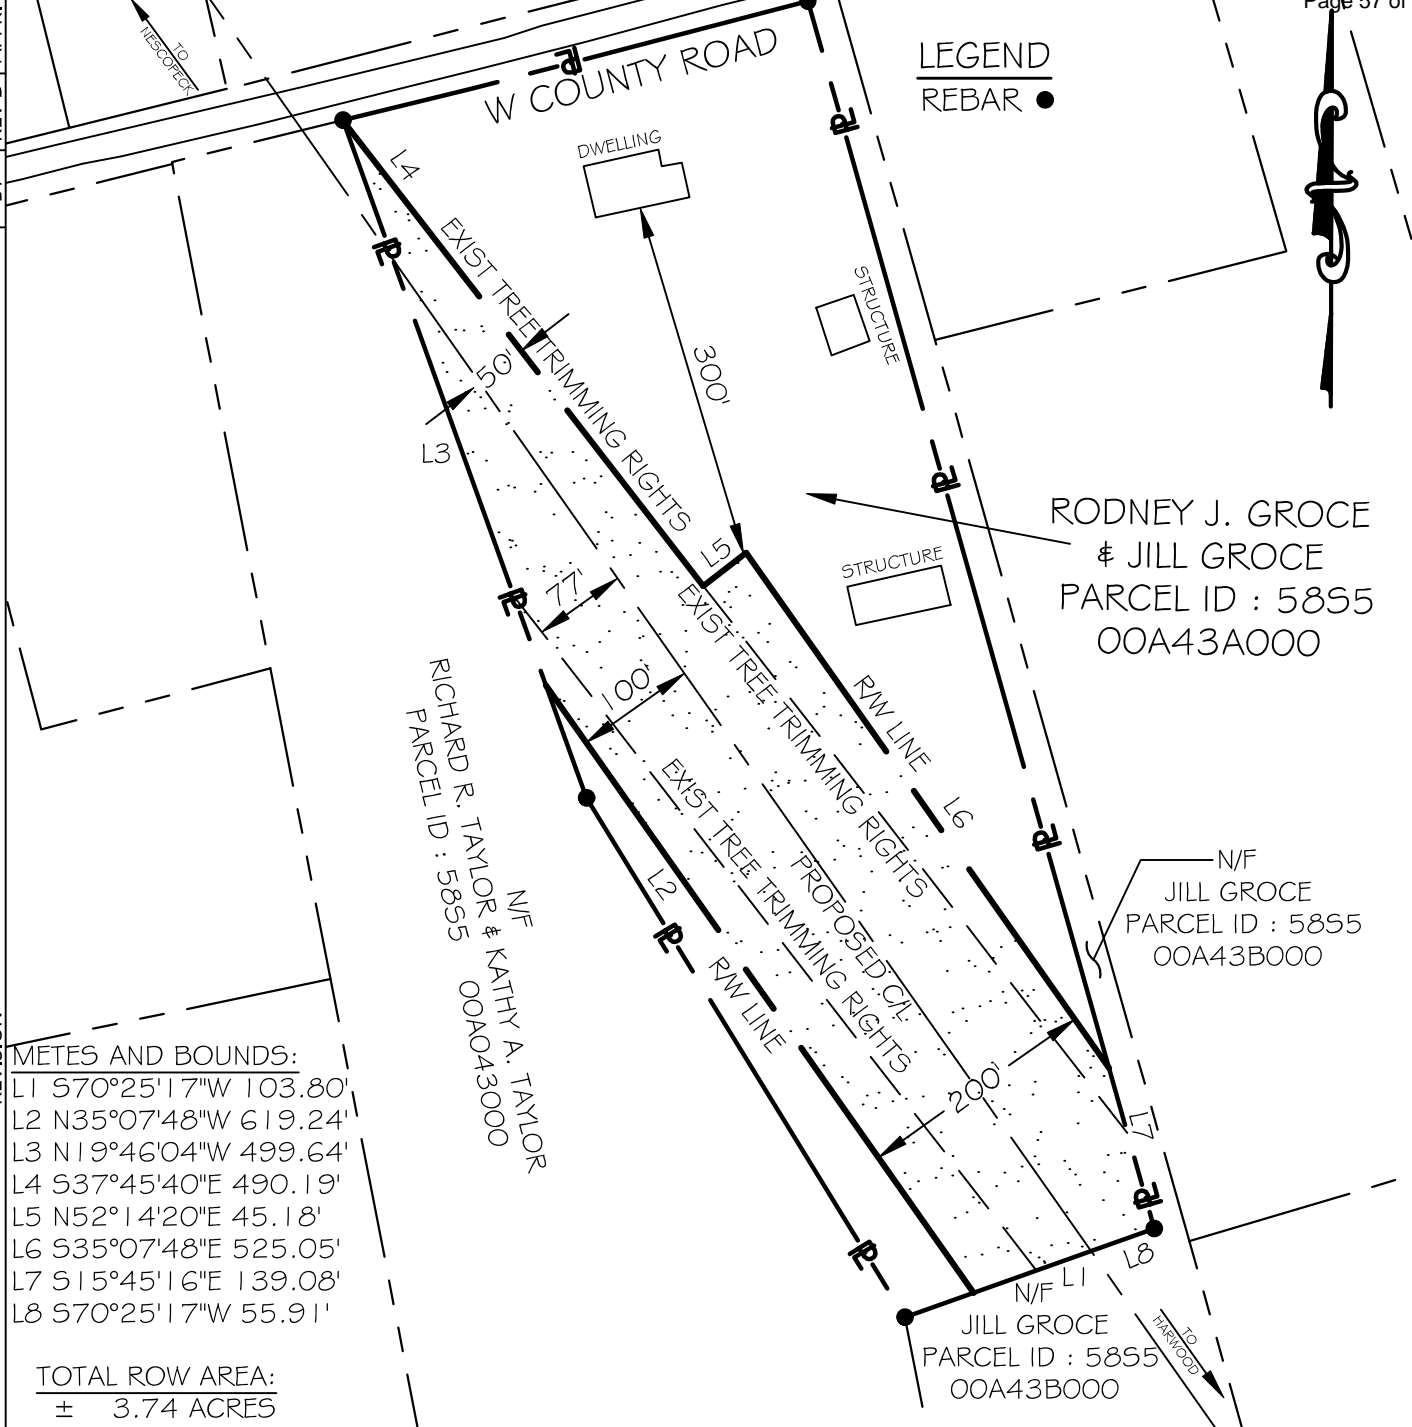 Page 57 of
TO
NESCOPECK
W COUNTY ROAD
LEGEND
REBAR
DWELLING
L4
EXIST TREE TRIMMING RIGHTS
STRUCTURE
300'
50'
L3
L5
STRUCTURE
RODNEY J. GROCE
& JILL GROCE
PARCEL ID : 58S5
00A43A000
77'
100'
EXIST TREE TRIMMING RIGHTS
R/W LINE
L6
N/F
RICHARD R. TAYLOR & KATHY A. TAYLOR
PARCEL ID : 58S5 00A043000
EXIST TREE TRIMMING RIGHTS
PROPOSED C/L
L2
R/W LINE
N/F
JILL GROCE
PARCEL ID : 58S5
00A43B000
200'
L7
L8
L1
N/F
JILL GROCE
PARCEL ID : 58S5
00A43B000
TO
HARWOOD
METES AND BOUNDS:
L1 S70°25'17"W 103.80'
L2 N35°07'48"W 619.24'
L3 N19°46'04"W 499.64'
L4 S37°45'40"E 490.19'
L5 N52°14'20"E 45.18'
L6 S35°07'48"E 525.05'
L7 S15°45'16"E 139.08'
L8 S70°25'17"W 55.91'
TOTAL ROW AREA:
± 3.74 ACRES